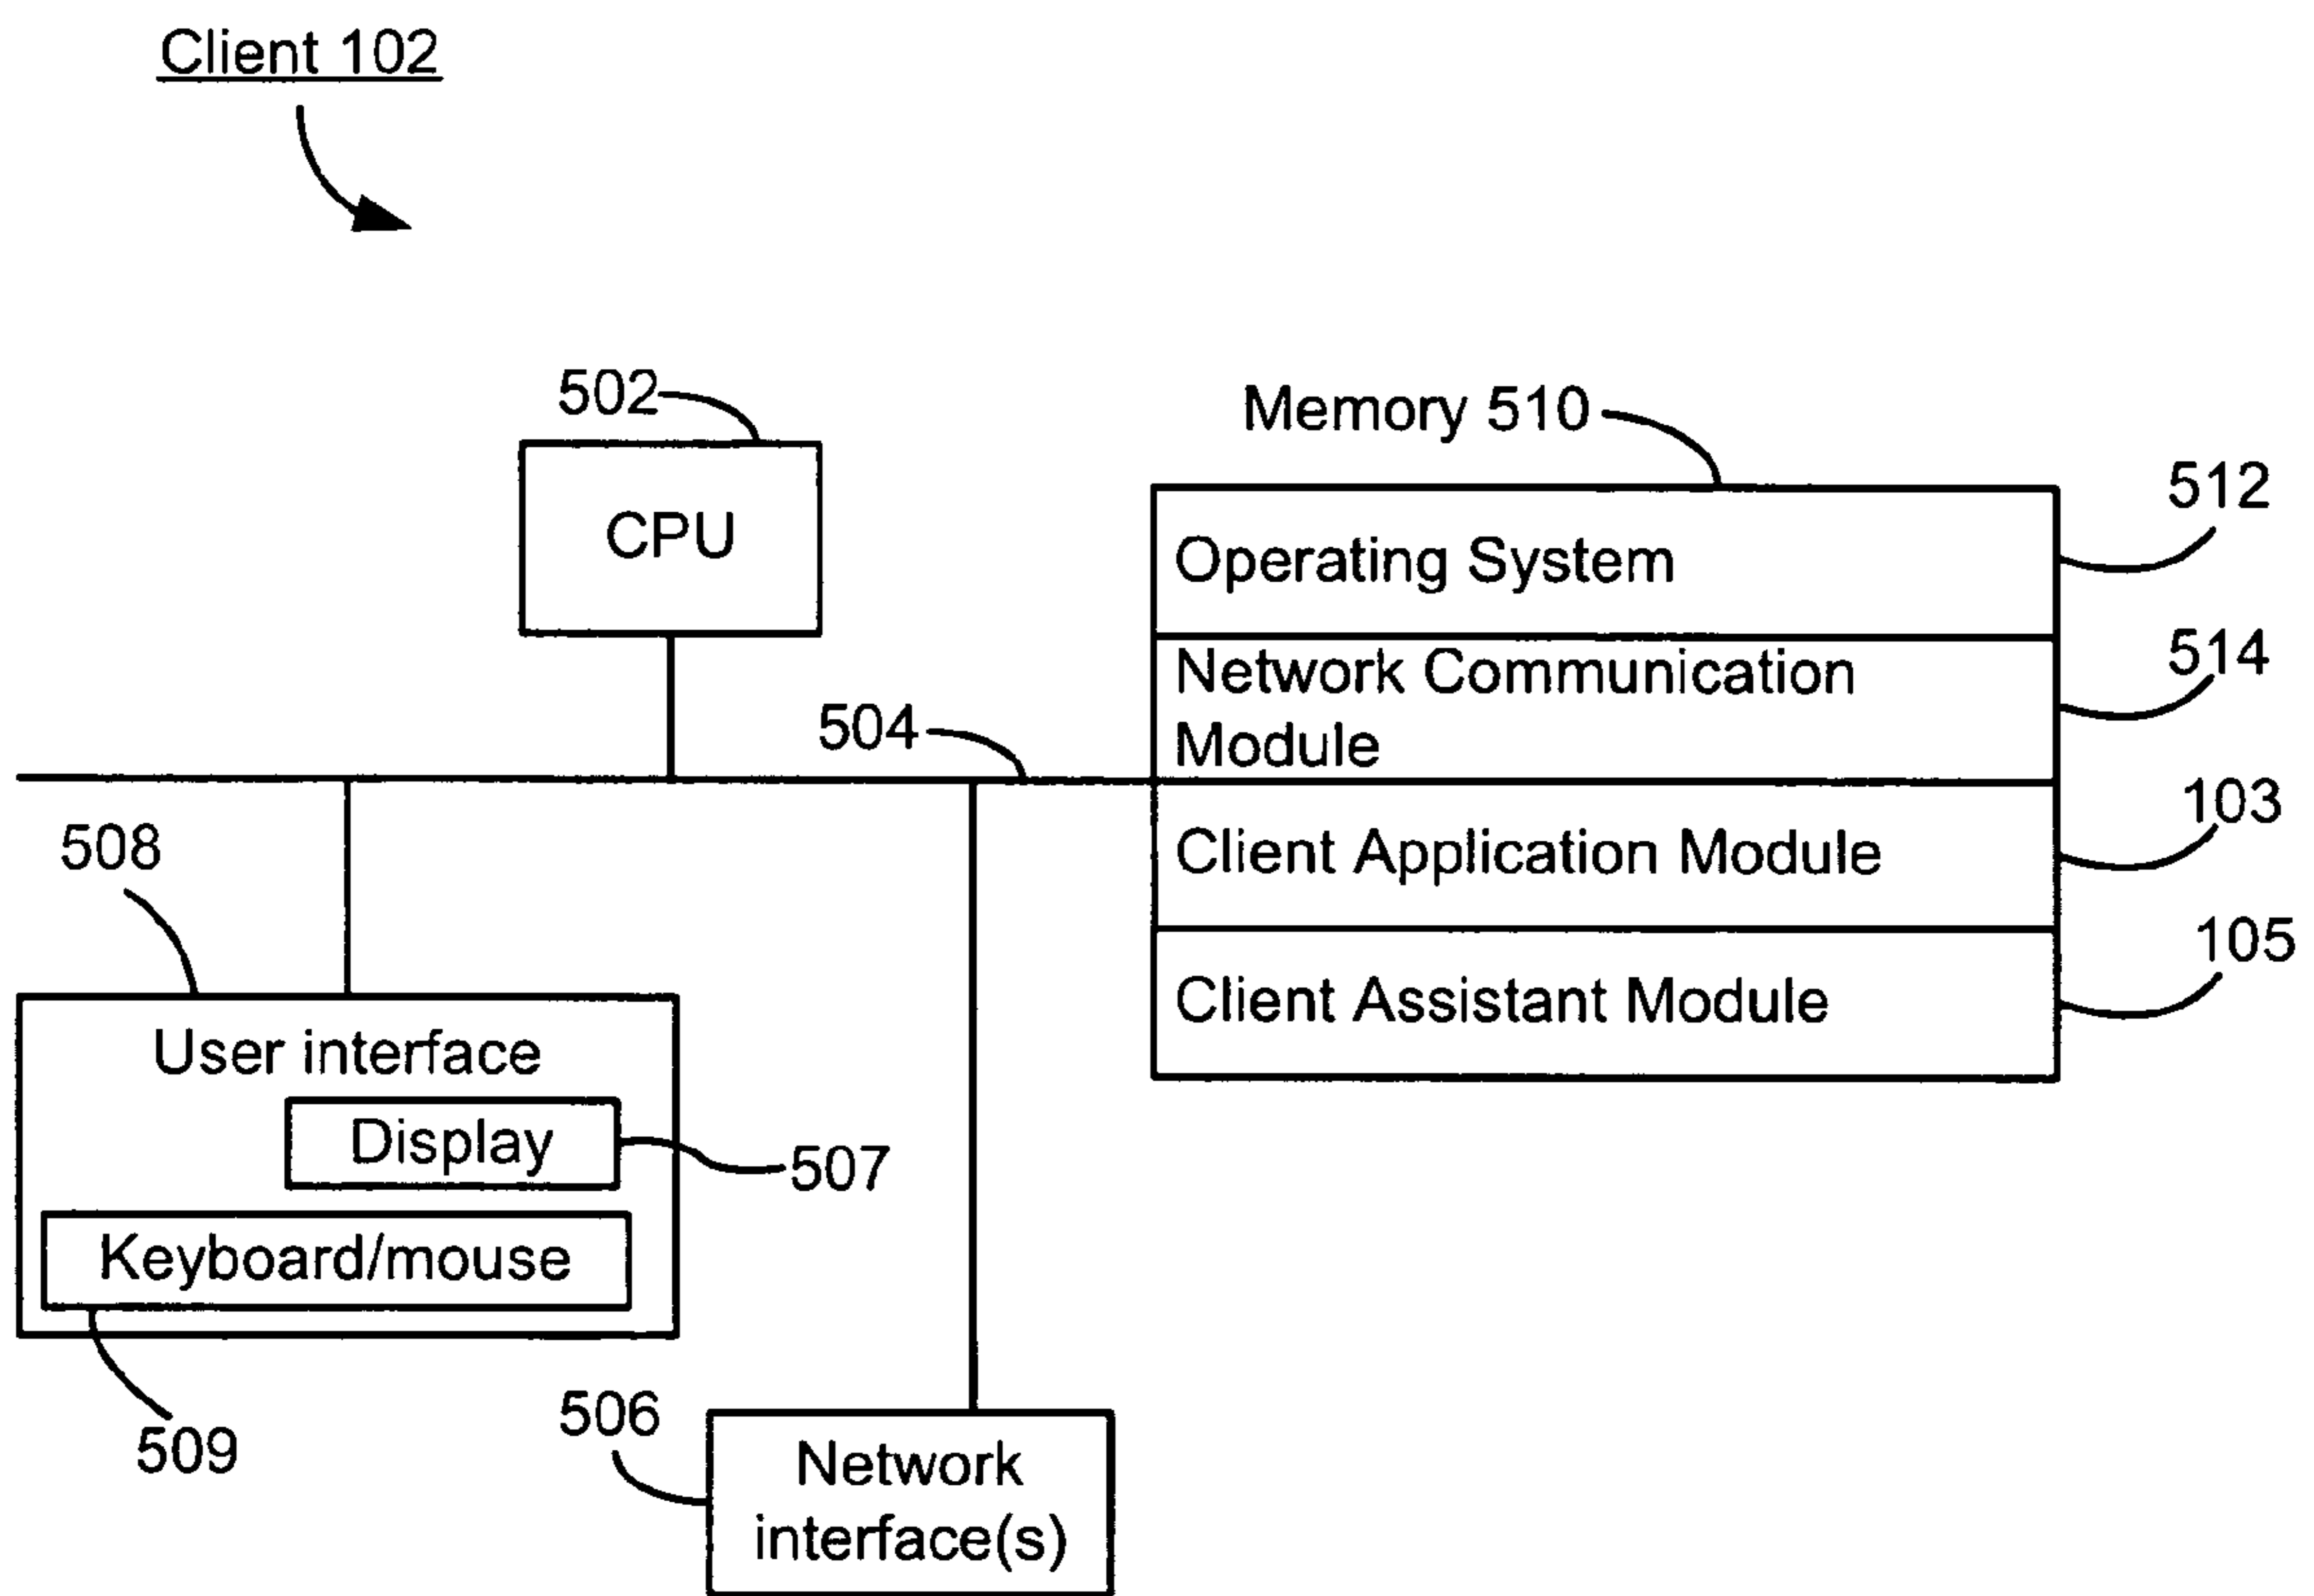 Client 102
502
CPU
Memory 510
Operating System
512
Network Communication
Module
514
504
Client Application Module
103
Client Assistant Module
105
508
User interface
Display
507
Keyboard/mouse
509
506
Network
interface(s)